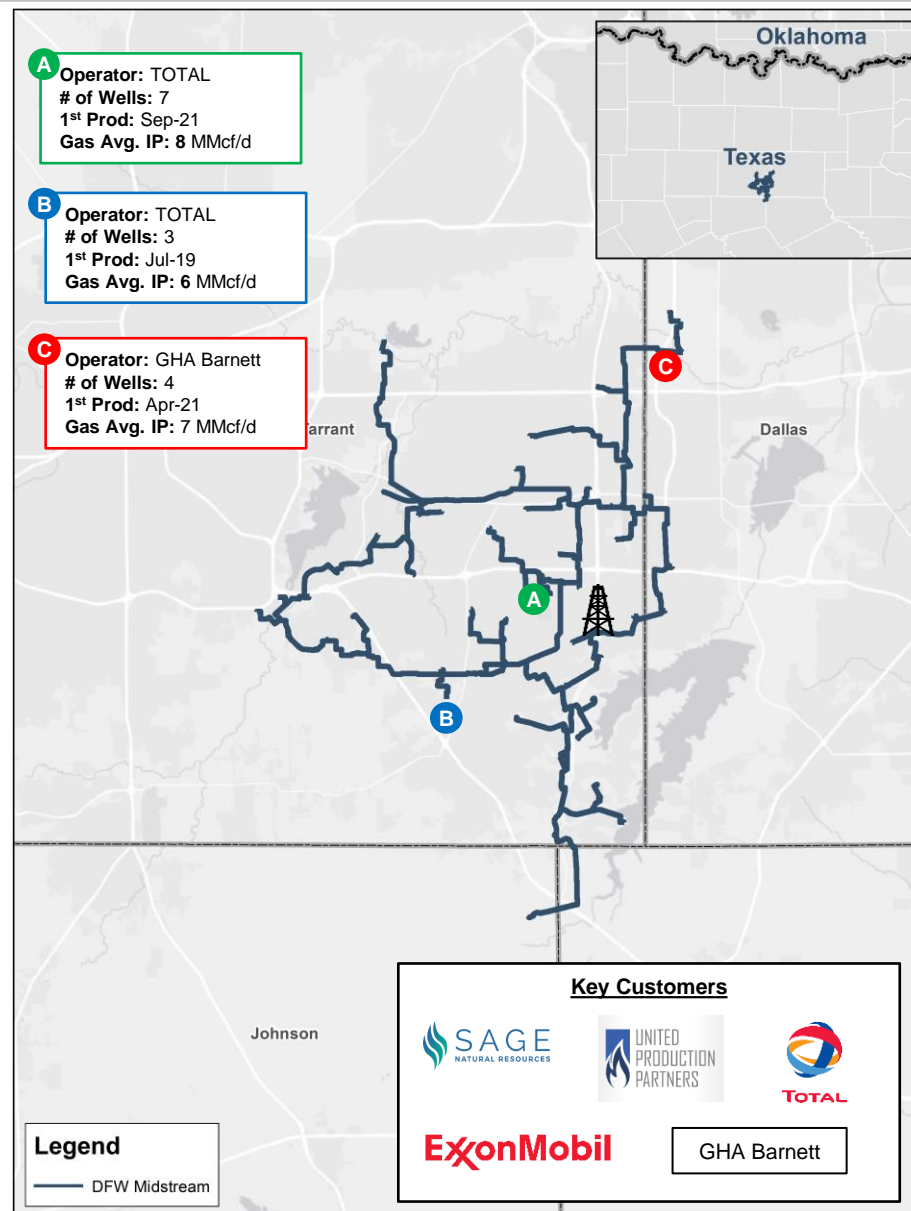 Oklahoma
Texas
A
Operator: TOTAL
# of Wells: 7
1st Prod: Sep-21
Gas Avg. IP: 8 MMcf/d
B
Operator: TOTAL
# of Wells: 3
1st Prod: Jul-19
Gas Avg. IP: 6 MMcf/d
C
Operator: GHA Barnett
# of Wells: 4
1st Prod: Apr-21
Gas Avg. IP: 7 MMcf/d
C
arrant
Dallas
A
B
Johnson
Key Customers
SAGE
NATURAL RESOURCES
UNITED
PRODUCTION
PARTNERS
TOTAL
ExxonMobil
GHA Barnett
Legend
DFW Midstream